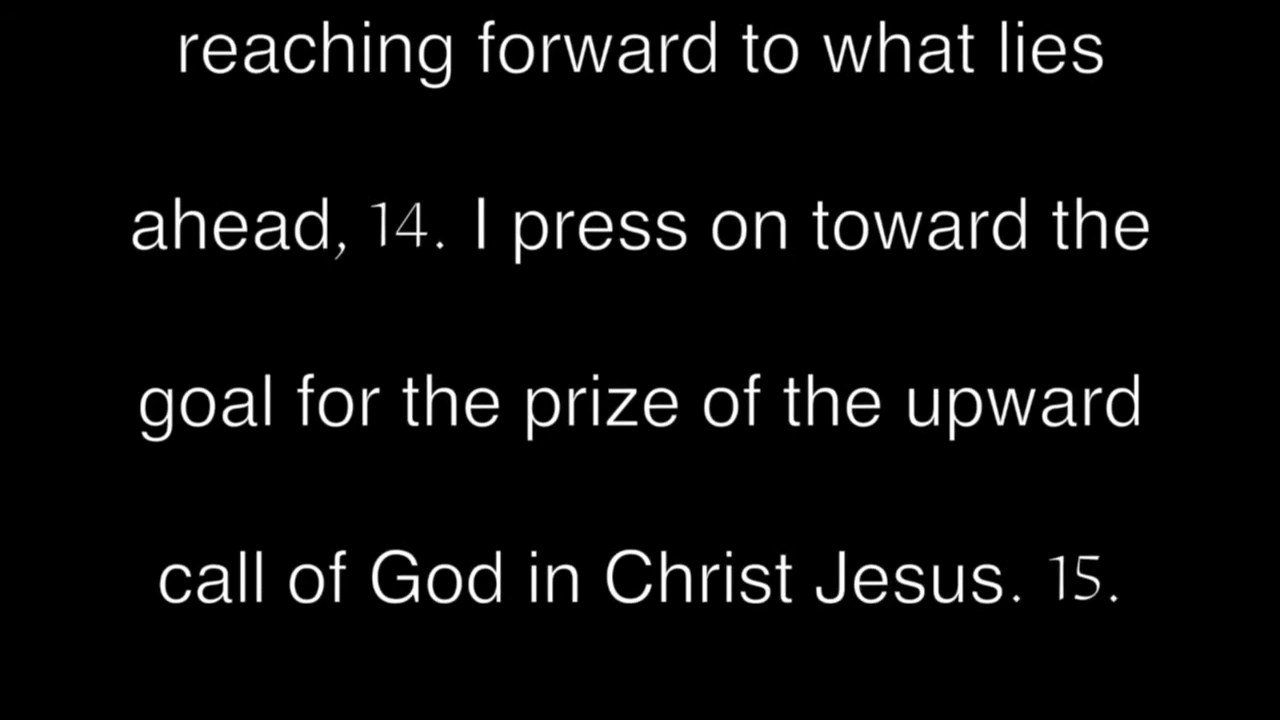 reaching forward to what lies
ahead, 14. I press on toward the
goal for the prize of the upward
call of God in Christ Jesus. 15.